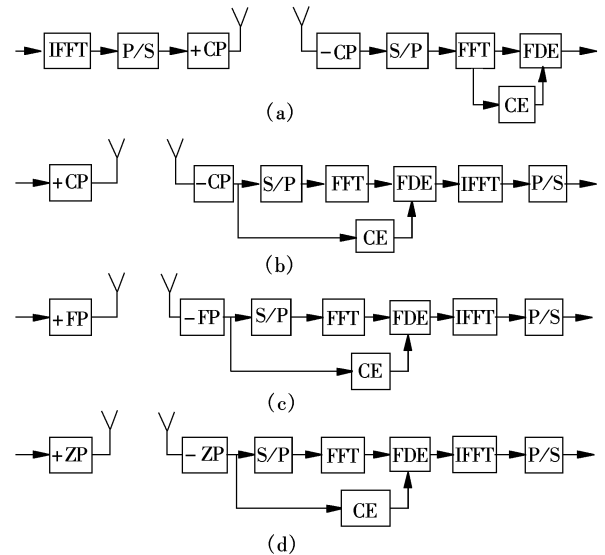 IFFT P/S +CP −CP S/P FFT FDE
CE
(a)
+CP −CP S/P FFT FDE IFFT P/S
CE
(b)
+FP −FP S/P FFT FDE IFFT P/S
CE
(c)
+ZP −ZP S/P FFT FDE IFFT P/S
CE
(d)